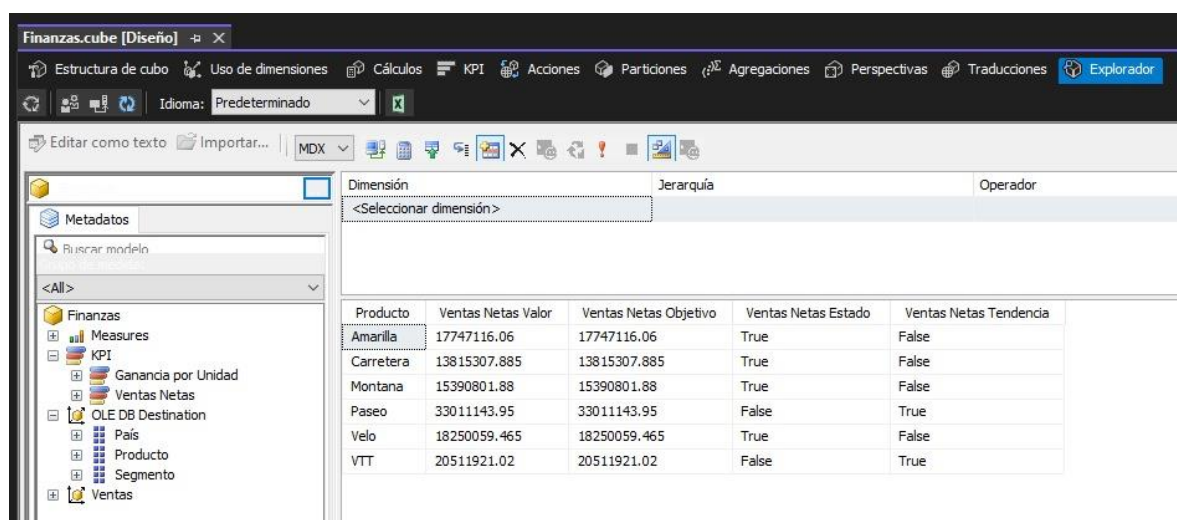 Finanzas.cube [Diseño]
Estructura de cubo Uso de dimensiones Cálculos KPI Acciones Particiones Agregaciones Perspectivas Traducciones Explorador
Idioma: Predeterminado
Editar como texto Importar... MDX
Metadatos
Buscar modelo
<All>
Finanzas
Measures
KPI
Ganancia por Unidad
Ventas Netas
OLE DB Destination
País
Producto
Segmento
Ventas
Dimensión Jerarquía Operador
<Seleccionar dimensión>
Producto Ventas Netas Valor Ventas Netas Objetivo Ventas Netas Estado Ventas Netas Tendencia
Amarilla 17747116.06 17747116.06 True False
Carretera 13815307.885 13815307.885 True False
Montana 15390801.88 15390801.88 True False
Paseo 33011143.95 33011143.95 False True
Velo 18250059.465 18250059.465 True False
VTT 20511921.02 20511921.02 False True